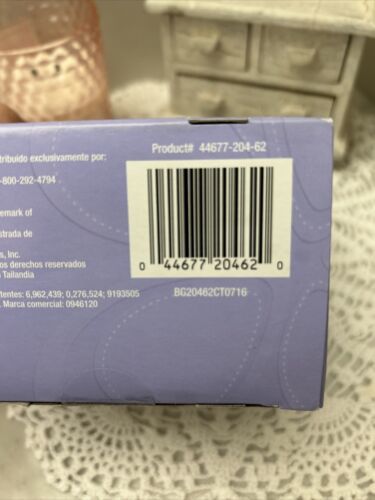 Product# 44677-204-62
tribuido exclusivamente por:
-800-292-4794
demark of
strada de
s, Inc.
os derechos reservados
n Tailandia
0 44677 20462 0
tentes: 6,962,439; 0,276,524; 9193505
. Marca comercial: 0946120
BG20462CT0716